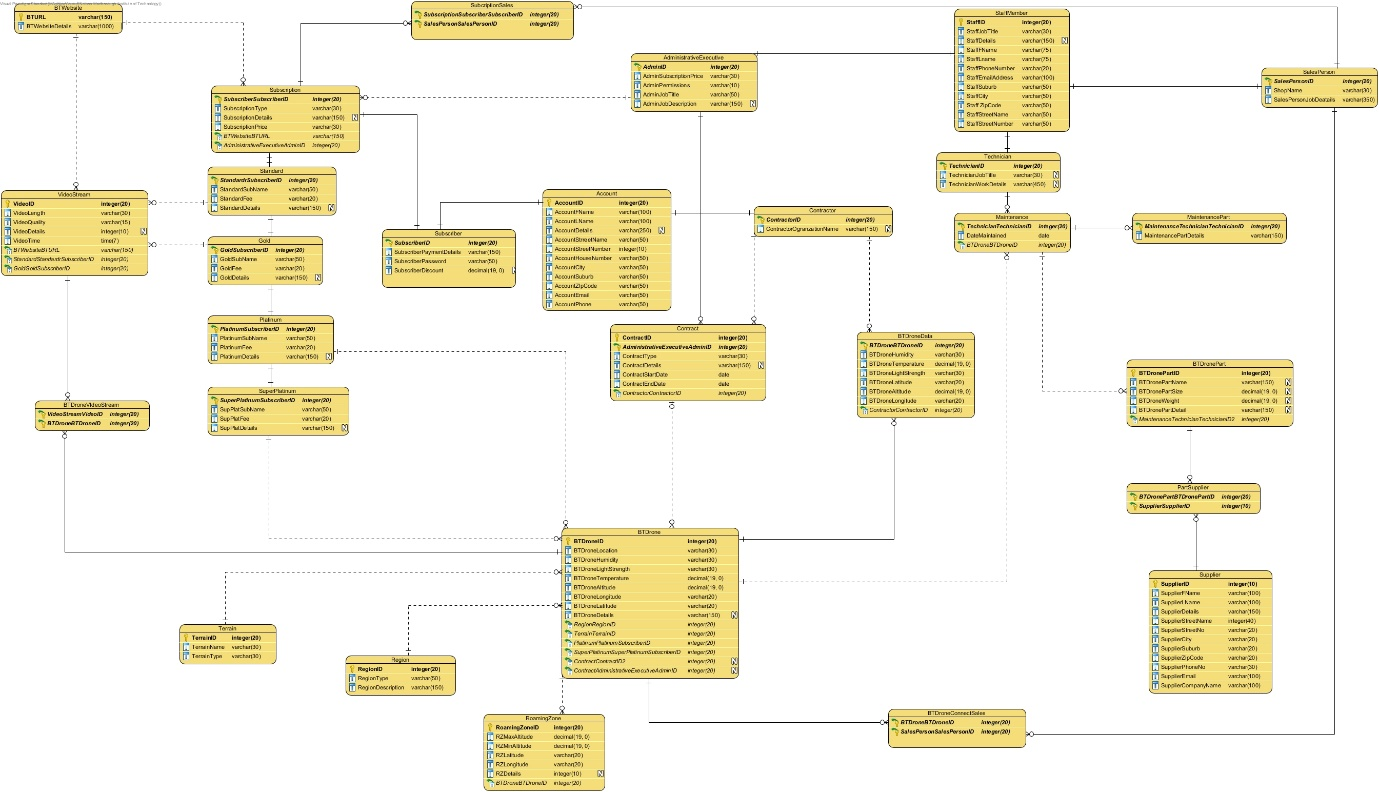 BTWebsite
BTURL varchar(150)
BTWebsiteDetails varchar(1000)
SubcriptionSales
SubscriptionSubscriberSubscriberID integer(20)
SalesPersonSalesPersonID integer(20)
StaffMember
StaffID integer(20)
StaffJobTitle varchar(30)
StaffDetails varchar(150) N
StaffFName varchar(75)
StaffLname varchar(75)
StaffPhoneNumber varchar(20)
StaffEmailAddress varchar(100)
StaffSuburb varchar(50)
StaffCity varchar(50)
StaffZipCode varchar(50)
StaffStreetName varchar(50)
StaffStreetNumber varchar(50)
AdministrativeExecutive
AdminID integer(20)
AdminSubscriptionPrice varchar(30)
AdminPermissions varchar(10)
AdminJobTitle varchar(50)
AdminJobDescription varchar(150) N
SalesPerson
SalesPersonID integer(20)
ShopName varchar(30)
SalesPersonJobDeatails varchar(350)
Subscription
SubscriberSubscriberID integer(20)
SubscriptionType varchar(30)
SubscriptionDetails varchar(150) N
SubscriptionPrice varchar(30)
BTWebsiteBTURL varchar(150)
AdministrativeExecutiveAdminID integer(20)
Technician
TechnicianID integer(20)
TechnicianJobTitle varchar(30) N
TechnicianWorkDetails varchar(450) N
Standard
StandardtrSubscriberID integer(20)
StandardSubName varchar(50)
StandardFee varchar(20)
StandardDetails varchar(150) N
VideoStream
VideoID integer(20)
VideoLength varchar(30)
VideoQuality varchar(15)
VideoDetails integer(10) N
VideoTime time(7)
BTWebsiteBTURL varchar(150)
StandardStandardtrSubscriberID integer(20)
GoldGoldSubscriberID integer(20)
Account
AccountID integer(20)
AccountFName varchar(100)
AccountLName varchar(100)
AccountDetails varchar(250) N
AccountStreetName varchar(50)
AccountStreetNumber integer(10)
AccountHouseNumber varchar(50)
AccountCity varchar(50)
AccountSuburb varchar(50)
AccountZipCode varchar(50)
AccountEmail varchar(50)
AccountPhone varchar(50)
Contractor
ContractorID integer(20)
ContractorOgranizationName varchar(150) N
Maintenance
TechnicianTechnicianID integer(20)
DateMaintained date
BTDroneBTDroneID integer(20)
MaintenancePart
MaintenanceTechnicianTechnicianID integer(20)
MaintenancePartDetails varchar(150)
Subscriber
SubscriberID integer(20)
SubscriberPaymentDetails varchar(150)
SubscriberPassword varchar(50)
SubscriberDiscount decimal(19, 0)
Gold
GoldSubscriberID integer(20)
GoldSubName varchar(50)
GoldFee varchar(20)
GoldDetails varchar(150) N
Platinum
PlatinumSubscriberID integer(20)
PlatinumSubName varchar(50)
PlatinumFee varchar(20)
PlatinumDetails varchar(150) N
Contract
ContractID integer(20)
AdministrativeExecutiveAdminID integer(20)
ContractType varchar(30)
ContractDetails varchar(150) N
ContractStartDate date
ContractEndDate date
ContractorContractorID integer(20)
BTDroneData
BTDroneBTDroneID integer(20)
BTDroneHumidity varchar(30)
BTDroneTemperature decimal(19, 0)
BTDroneLightStrength varchar(30)
BTDroneLatitude varchar(20)
BTDroneAltitude decimal(19, 0)
BTDroneLongitude varchar(20)
ContractorContractorID integer(20)
BTDronePart
BTDronePartID integer(20)
BTDronePartName varchar(150) N
BTDronePartSize decimal(19, 0) N
BTDroneWeight decimal(19, 0) N
BTDronePartDetail varchar(150) N
MaintenanceTechnicianTechnicianID2 integer(20)
SuperPlatinum
SuperPlatinumSubscriberID integer(20)
SupPlatSubName varchar(50)
SupPlatFee varchar(20)
SupPlatDetails varchar(150) N
BTDroneVideoStream
VideoStreamVideoID integer(20)
BTDroneBTDroneID integer(20)
PartSupplier
BTDronePartBTDronePartID integer(20)
SupplierSupplierID integer(10)
BTDrone
BTDroneID integer(20)
BTDroneLocation varchar(30)
BTDroneHumidity varchar(30)
BTDroneLightStrength varchar(30)
BTDroneTemperature decimal(19, 0)
BTDroneAltitude decimal(19, 0)
BTDroneLongitude varchar(20)
BTDroneLatitude varchar(20)
BTDroneDetails varchar(150) N
RegionRegionID integer(20)
TerrainTerrainID integer(20)
PlatinumPlatinumSubscriberID integer(20)
SuperPlatinumSuperPlatinumSubscriberID integer(20)
ContractContractID2 integer(20) N
ContractAdministrativeExecutiveAdminID integer(20) N
Supplier
SupplierID integer(10)
SupplierFName varchar(100)
SupplierLName varchar(100)
SupplierDetails varchar(150)
SupplierStreetName integer(40)
SupplierStreetNo varchar(20)
SupplierCity varchar(20)
SupplierSuburb varchar(20)
SupplierZipCode varchar(20)
SupplierPhoneNo varchar(30)
SupplierEmail varchar(100)
SupplierCompanyName varchar(100)
Terrain
TerrainID integer(20)
TerrainName varchar(30)
TerrainType varchar(30)
Region
RegionID integer(20)
RegionType varchar(50)
RegionDescription varchar(150)
RoamingZone
RoamingZoneID integer(20)
RZMaxAltitude decimal(19, 0)
RZMinAltitude decimal(19, 0)
RZLatitude varchar(20)
RZLongitude varchar(20)
RZDetails integer(10) N
BTDroneBTDroneID integer(20)
BTDroneConnectSales
BTDroneBTDroneID integer(20)
SalesPersonSalesPersonID integer(20)